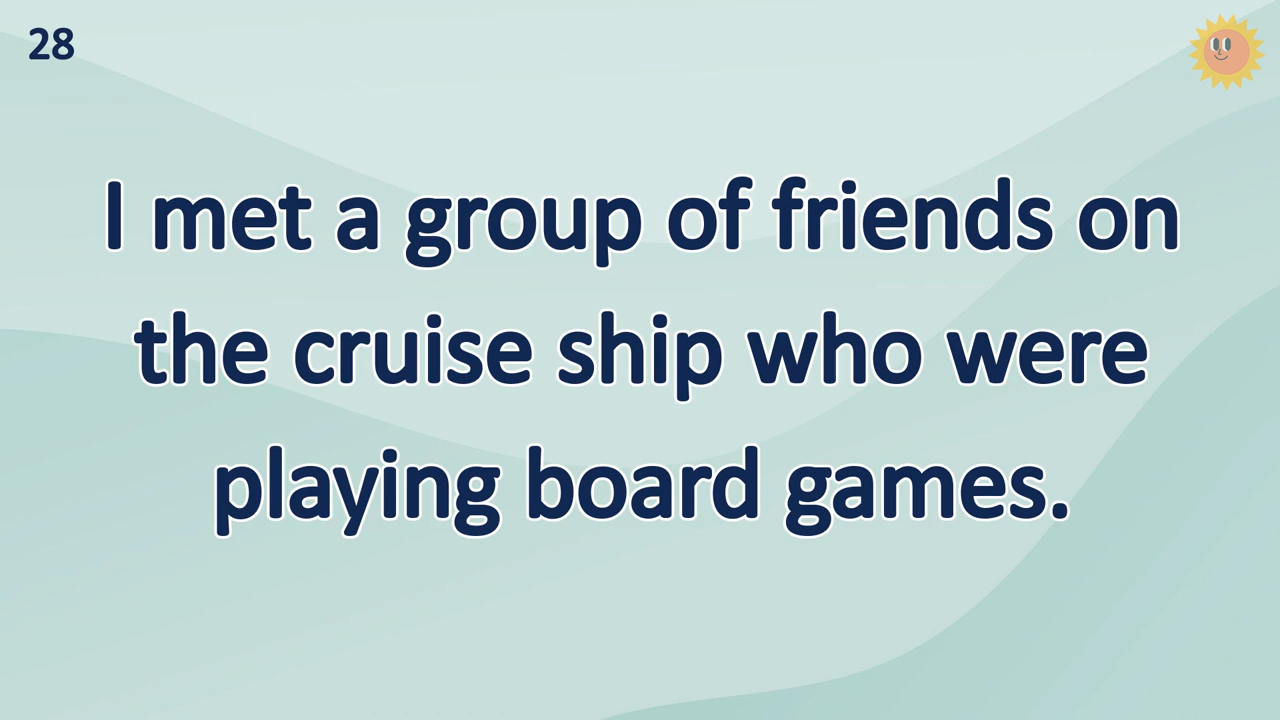 28
I met a group of friends on
the cruise ship who were
playing board games.